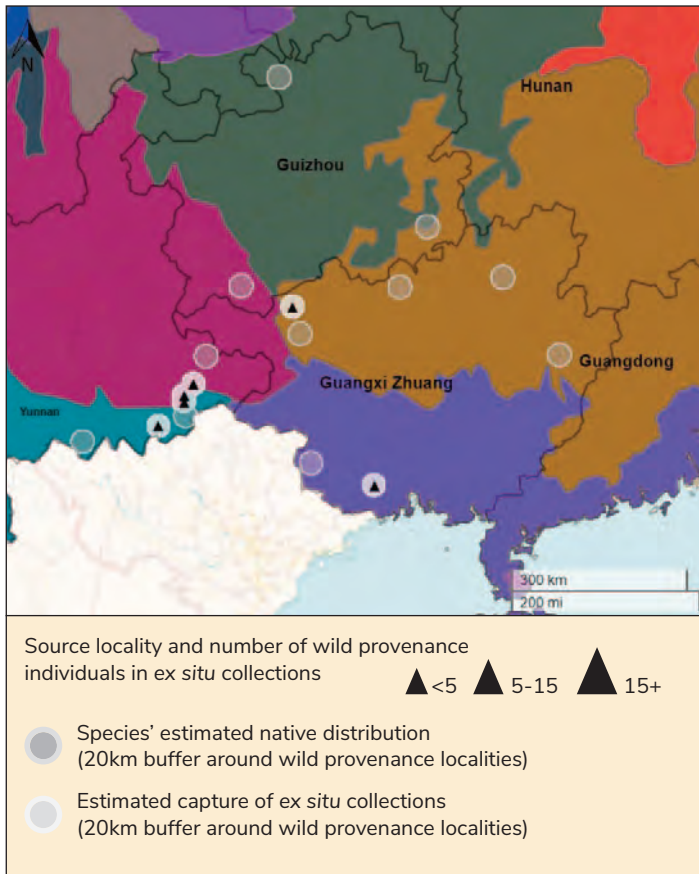 N
Hunan
Guizhou
Guangdong
Guangxi Zhuang
Yunnan
300 km
200 mi
Source locality and number of wild provenance
individuals in ex situ collections
<5 5-15 15+
Species’ estimated native distribution
(20km buffer around wild provenance localities)
Estimated capture of ex situ collections
(20km buffer around wild provenance localities)